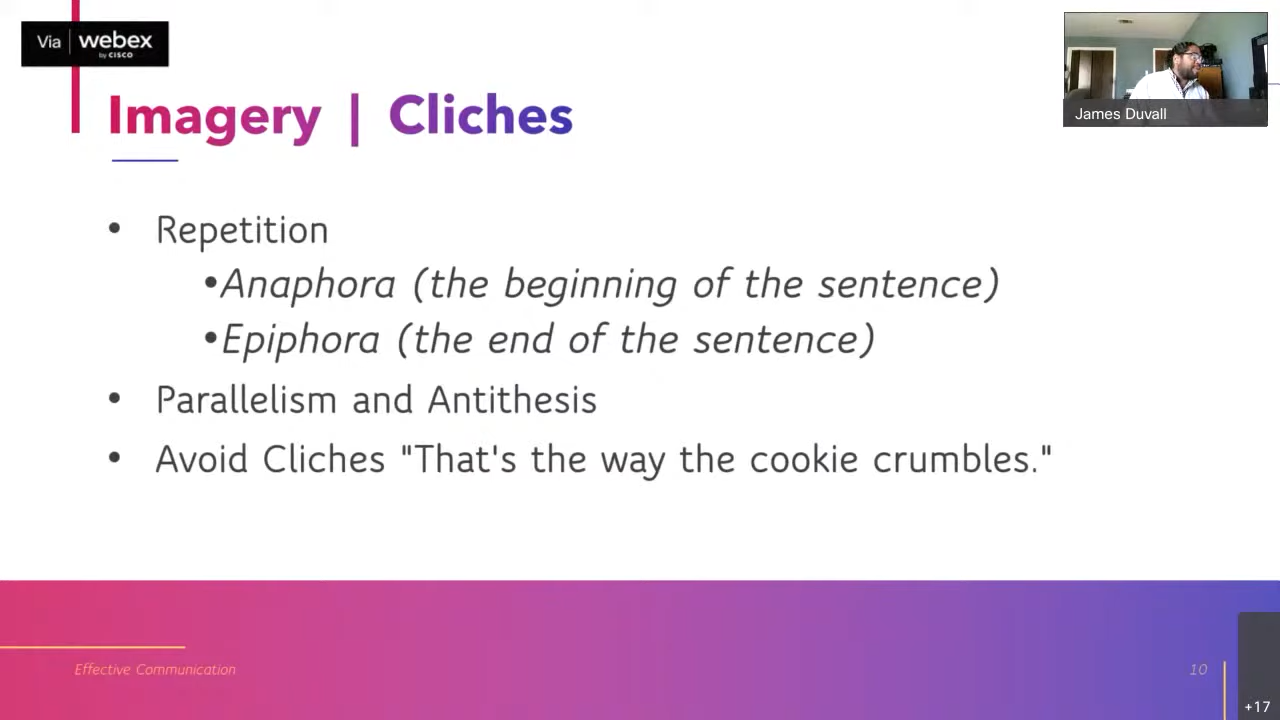 Via webex
by CISCO
James Duvall
Imagery | Cliches
• Repetition
•Anaphora (the beginning of the sentence)
•Epiphora (the end of the sentence)
• Parallelism and Antithesis
• Avoid Cliches "That's the way the cookie crumbles."
Effective Communication
10
+17